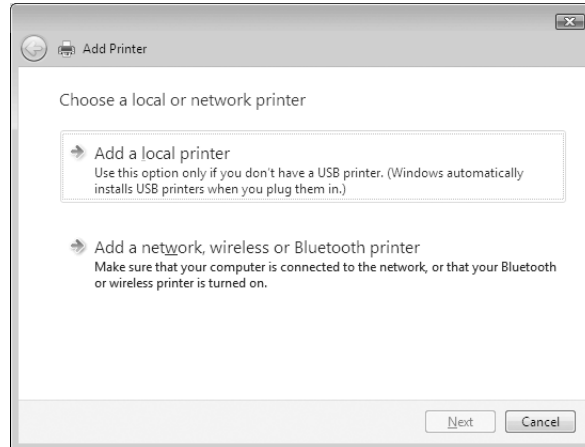 Add Printer
Choose a local or network printer
Add a local printer
Use this option only if you don't have a USB printer. (Windows automatically
installs USB printers when you plug them in.)
Add a network, wireless or Bluetooth printer
Make sure that your computer is connected to the network, or that your Bluetooth
or wireless printer is turned on.
Next Cancel